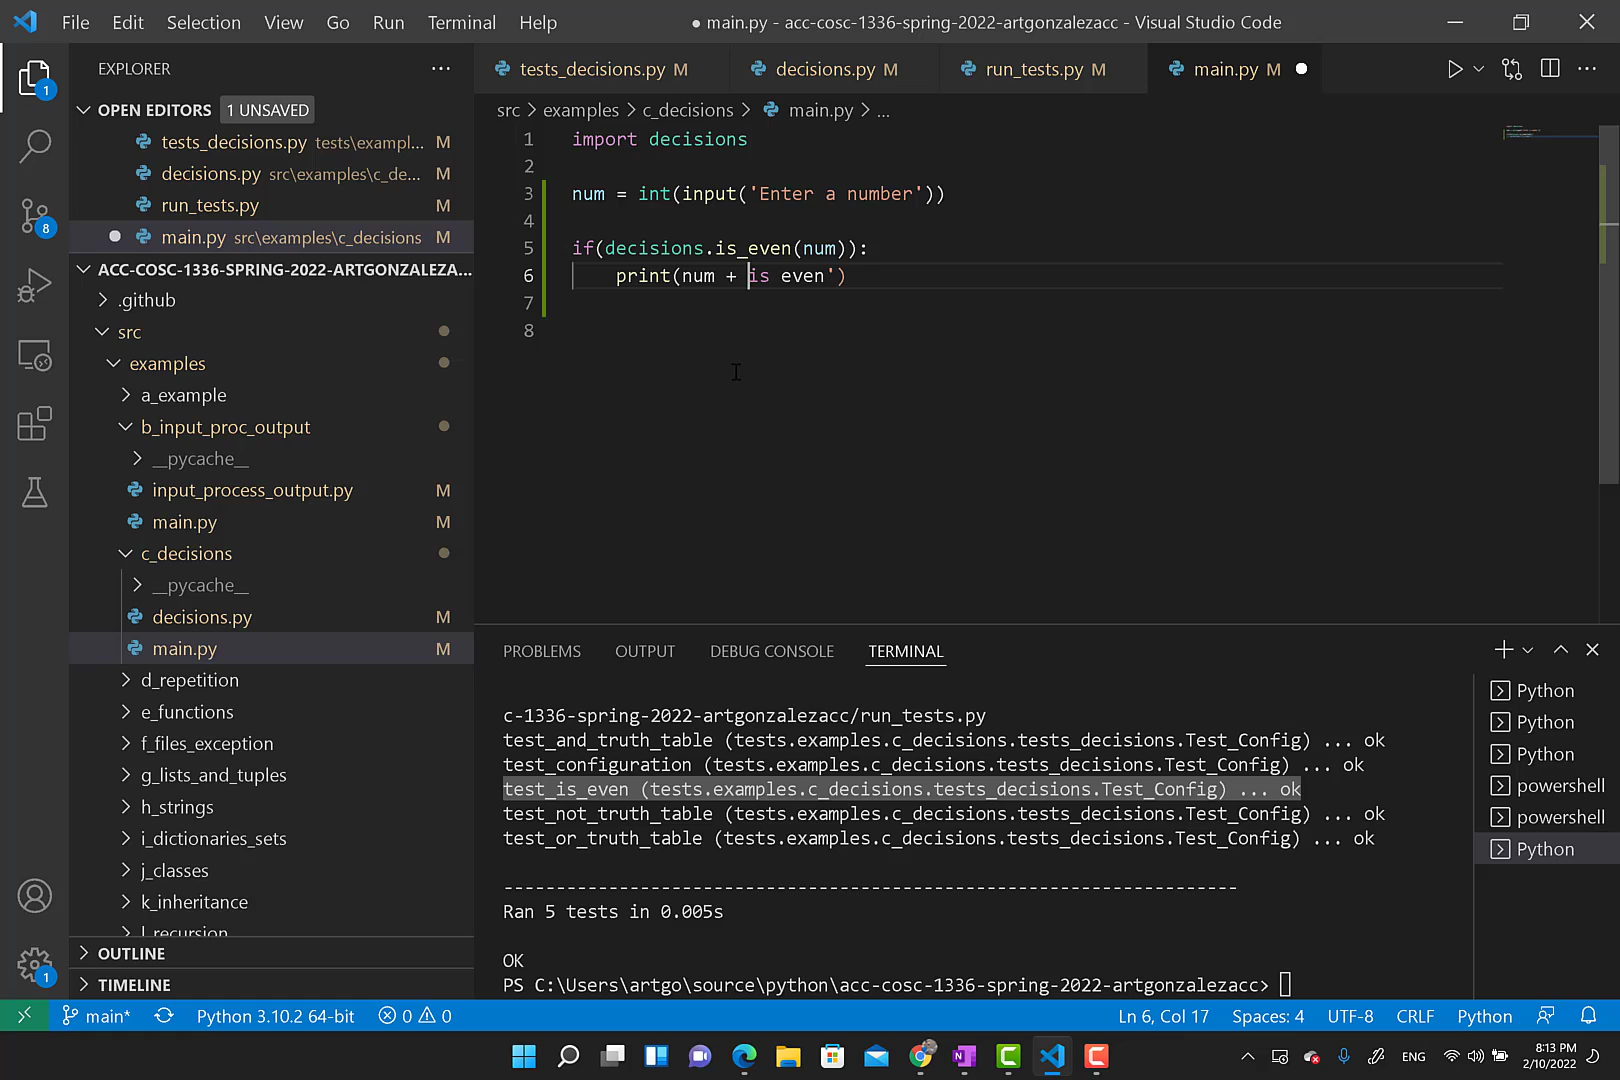 File Edit Selection View Go Run Terminal Help
● main.py - acc-cosc-1336-spring-2022-artgonzalezacc - Visual Studio Code
EXPLORER
OPEN EDITORS 1 UNSAVED
tests_decisions.py tests\exampl... M
decisions.py src\examples\c_de... M
run_tests.py M
main.py src\examples\c_decisions M
ACC-COSC-1336-SPRING-2022-ARTGONZALEZA...
.github
src
examples
a_example
b_input_proc_output
__pycache__
input_process_output.py M
main.py M
c_decisions
__pycache__
decisions.py M
main.py M
d_repetition
e_functions
f_files_exception
g_lists_and_tuples
h_strings
i_dictionaries_sets
j_classes
k_inheritance
l_recursion
OUTLINE
TIMELINE
1
8
1
tests_decisions.py M decisions.py M run_tests.py M main.py M
src > examples > c_decisions > main.py > ...
1 import decisions
2
3 num = int(input('Enter a number'))
4
5 if(decisions.is_even(num)):
6 print(num + is even')
7
8
PROBLEMS OUTPUT DEBUG CONSOLE TERMINAL
c-1336-spring-2022-artgonzalezacc/run_tests.py
test_and_truth_table (tests.examples.c_decisions.tests_decisions.Test_Config) ... ok
test_configuration (tests.examples.c_decisions.tests_decisions.Test_Config) ... ok
test_is_even (tests.examples.c_decisions.tests_decisions.Test_Config) ... ok
test_not_truth_table (tests.examples.c_decisions.tests_decisions.Test_Config) ... ok
test_or_truth_table (tests.examples.c_decisions.tests_decisions.Test_Config) ... ok
----------------------------------------------------------------------
Ran 5 tests in 0.005s
OK
PS C:\Users\artgo\source\python\acc-cosc-1336-spring-2022-artgonzalezacc>
Python
Python
Python
powershell
powershell
Python
main* Python 3.10.2 64-bit 0 0 Ln 6, Col 17 Spaces: 4 UTF-8 CRLF Python
ENG
8:13 PM
2/10/2022